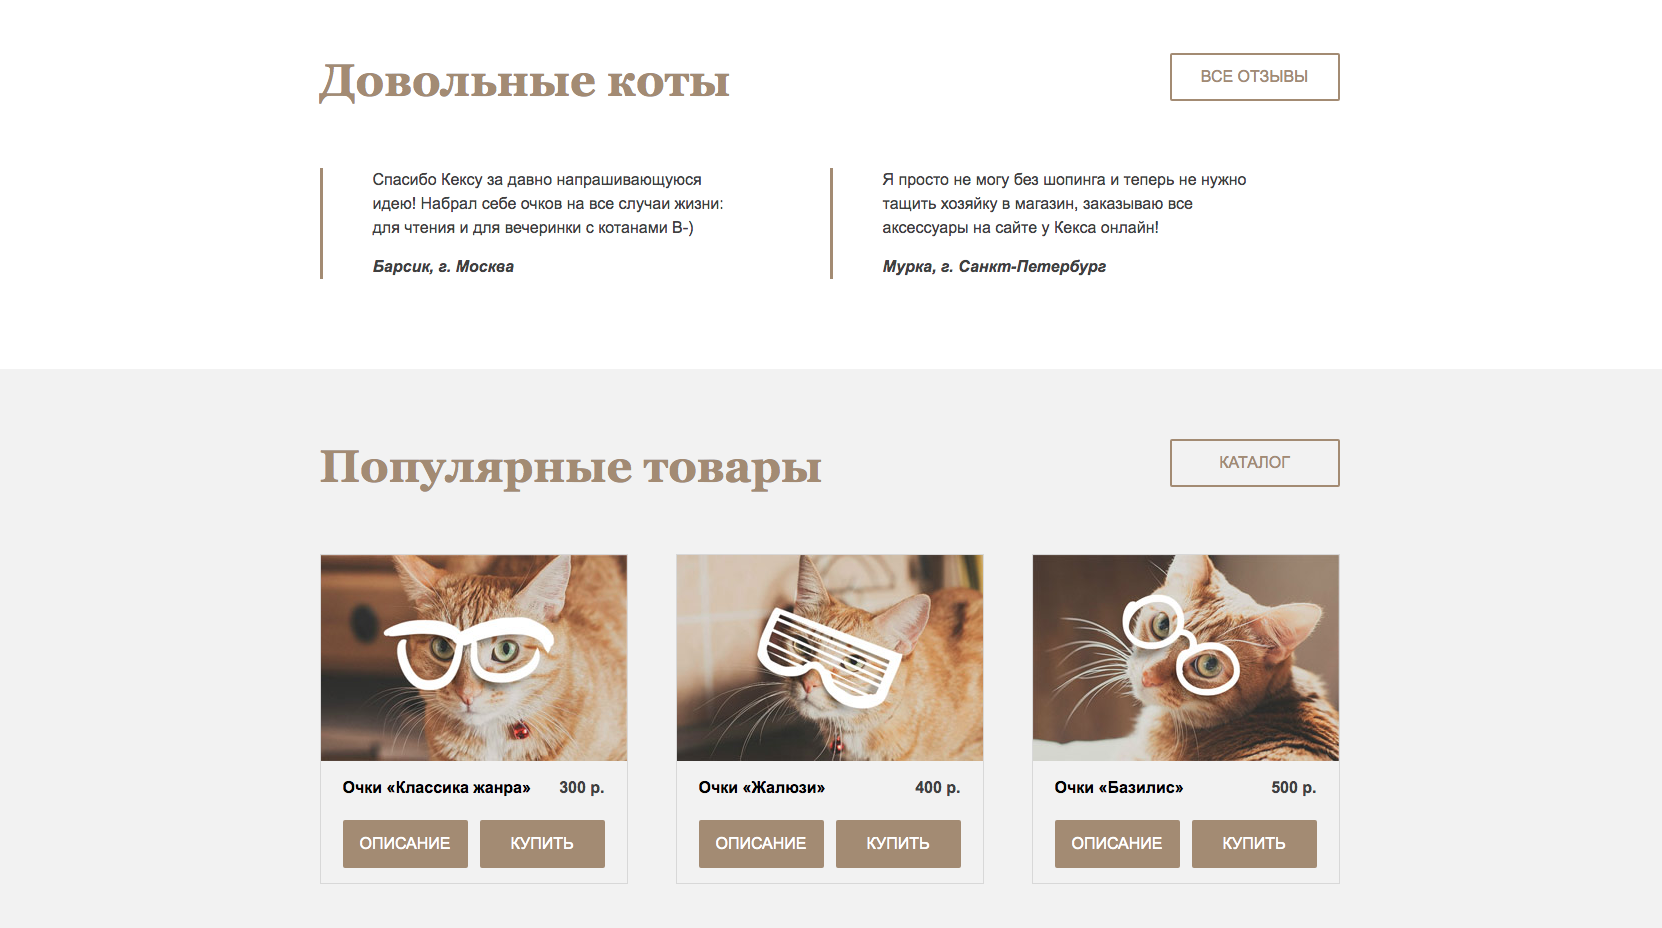 Довольные коты
ВСЕ ОТЗЫВЫ
Спасибо Кексу за давно напрашивающуюся
идею! Набрал себе очков на все случаи жизни:
для чтения и для вечеринки с котанами B-)
Барсик, г. Москва
Я просто не могу без шопинга и теперь не нужно
тащить хозяйку в магазин, заказываю все
аксессуары на сайте у Кекса онлайн!
Мурка, г. Санкт-Петербург
Популярные товары
КАТАЛОГ
Очки «Классика жанра» 300 р.
ОПИСАНИЕ КУПИТЬ
Очки «Жалюзи» 400 р.
ОПИСАНИЕ КУПИТЬ
Очки «Базилис» 500 р.
ОПИСАНИЕ КУПИТЬ